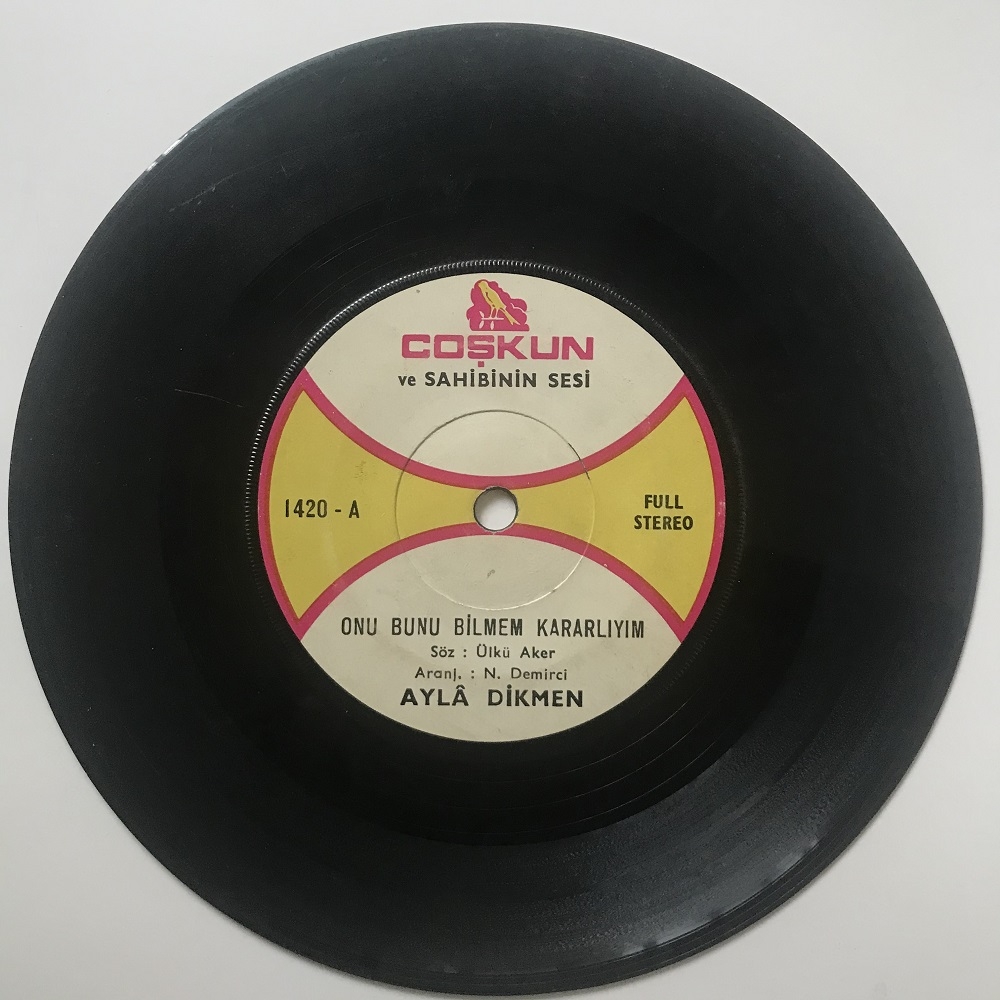 COŞKUN
ve SAHİBİNİN SESİ
1420 - A
FULL
STEREO
ONU BUNU BİLMEM KARARLIYIM
Söz : Ülkü Aker
Aranj. : N. Demirci
AYLÂ DİKMEN